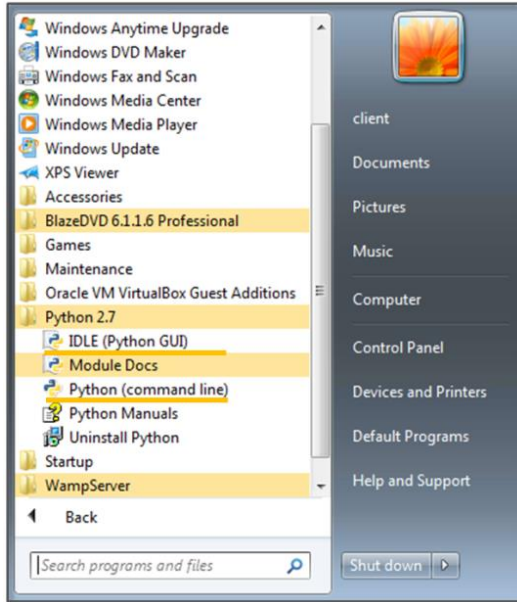 Windows Anytime Upgrade
Windows DVD Maker
Windows Fax and Scan
Windows Media Center
Windows Media Player
Windows Update
XPS Viewer
Accessories
BlazeDVD 6.1.1.6 Professional
Games
Maintenance
Oracle VM VirtualBox Guest Additions
Python 2.7
IDLE (Python GUI)
Module Docs
Python (command line)
Python Manuals
Uninstall Python
Startup
WampServer
Back
Search programs and files
client
Documents
Pictures
Music
Computer
Control Panel
Devices and Printers
Default Programs
Help and Support
Shut down